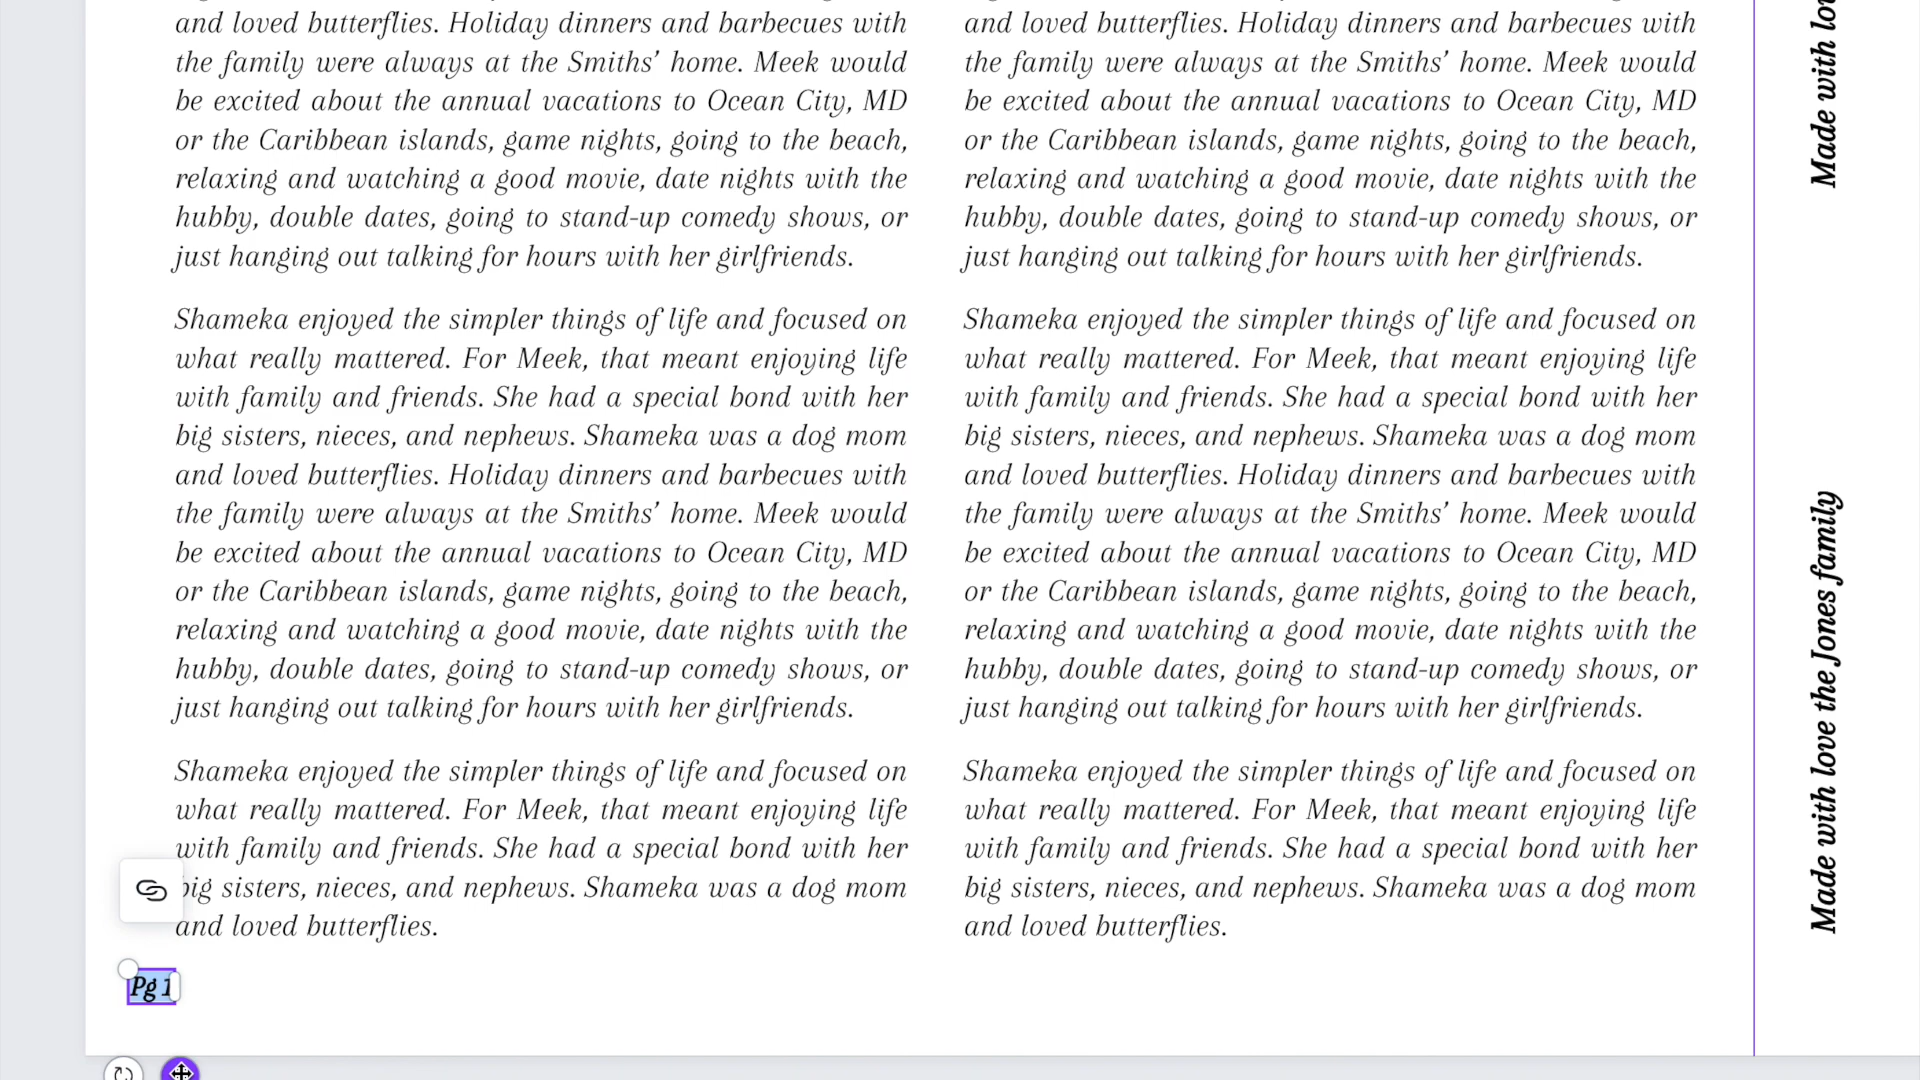 and loved butterflies. Holiday dinners and barbecues with
the family were always at the Smiths’ home. Meek would
be excited about the annual vacations to Ocean City, MD
or the Caribbean islands, game nights, going to the beach,
relaxing and watching a good movie, date nights with the
hubby, double dates, going to stand-up comedy shows, or
just hanging out talking for hours with her girlfriends.
Shameka enjoyed the simpler things of life and focused on
what really mattered. For Meek, that meant enjoying life
with family and friends. She had a special bond with her
big sisters, nieces, and nephews. Shameka was a dog mom
and loved butterflies. Holiday dinners and barbecues with
the family were always at the Smiths’ home. Meek would
be excited about the annual vacations to Ocean City, MD
or the Caribbean islands, game nights, going to the beach,
relaxing and watching a good movie, date nights with the
hubby, double dates, going to stand-up comedy shows, or
just hanging out talking for hours with her girlfriends.
Shameka enjoyed the simpler things of life and focused on
what really mattered. For Meek, that meant enjoying life
with family and friends. She had a special bond with her
big sisters, nieces, and nephews. Shameka was a dog mom
and loved butterflies.
Pg 1
and loved butterflies. Holiday dinners and barbecues with
the family were always at the Smiths’ home. Meek would
be excited about the annual vacations to Ocean City, MD
or the Caribbean islands, game nights, going to the beach,
relaxing and watching a good movie, date nights with the
hubby, double dates, going to stand-up comedy shows, or
just hanging out talking for hours with her girlfriends.
Shameka enjoyed the simpler things of life and focused on
what really mattered. For Meek, that meant enjoying life
with family and friends. She had a special bond with her
big sisters, nieces, and nephews. Shameka was a dog mom
and loved butterflies. Holiday dinners and barbecues with
the family were always at the Smiths’ home. Meek would
be excited about the annual vacations to Ocean City, MD
or the Caribbean islands, game nights, going to the beach,
relaxing and watching a good movie, date nights with the
hubby, double dates, going to stand-up comedy shows, or
just hanging out talking for hours with her girlfriends.
Shameka enjoyed the simpler things of life and focused on
what really mattered. For Meek, that meant enjoying life
with family and friends. She had a special bond with her
big sisters, nieces, and nephews. Shameka was a dog mom
and loved butterflies.
Made with lo
Made with love the Jones family